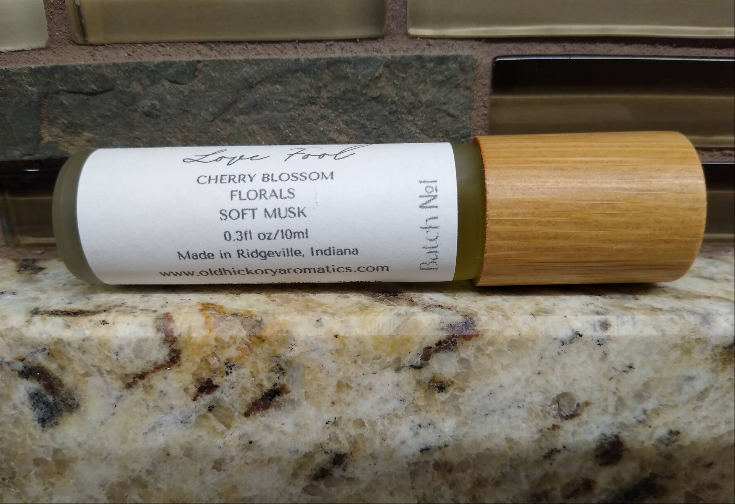 Love Fool
CHERRY BLOSSOM
FLORALS
SOFT MUSK
0.3fl oz/10ml
Made in Ridgeville, Indiana
www.oldhickoryaromatics.com
Batch №1